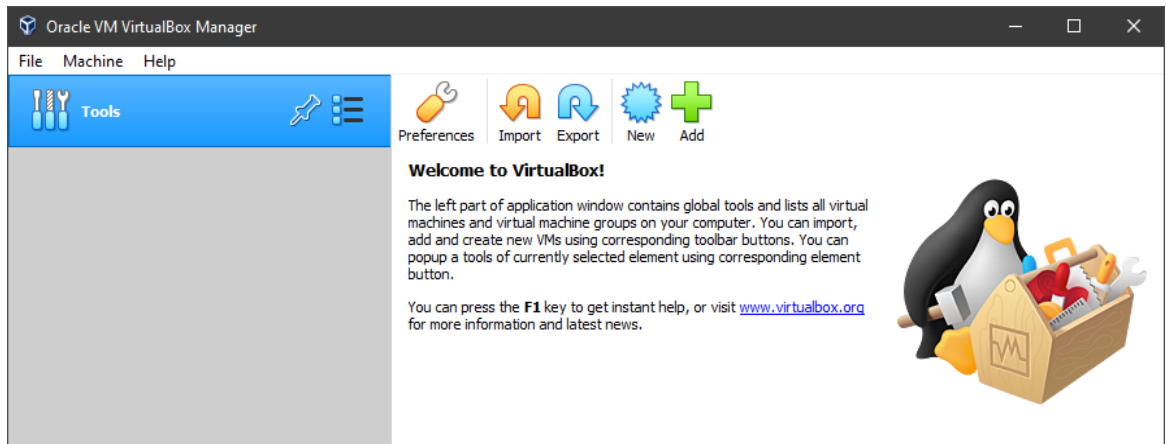 Oracle VM VirtualBox Manager
File Machine Help
Tools
Preferences Import Export New Add
Welcome to VirtualBox!
The left part of application window contains global tools and lists all virtual
machines and virtual machine groups on your computer. You can import,
add and create new VMs using corresponding toolbar buttons. You can
popup a tools of currently selected element using corresponding element
button.
You can press the F1 key to get instant help, or visit www.virtualbox.org
for more information and latest news.